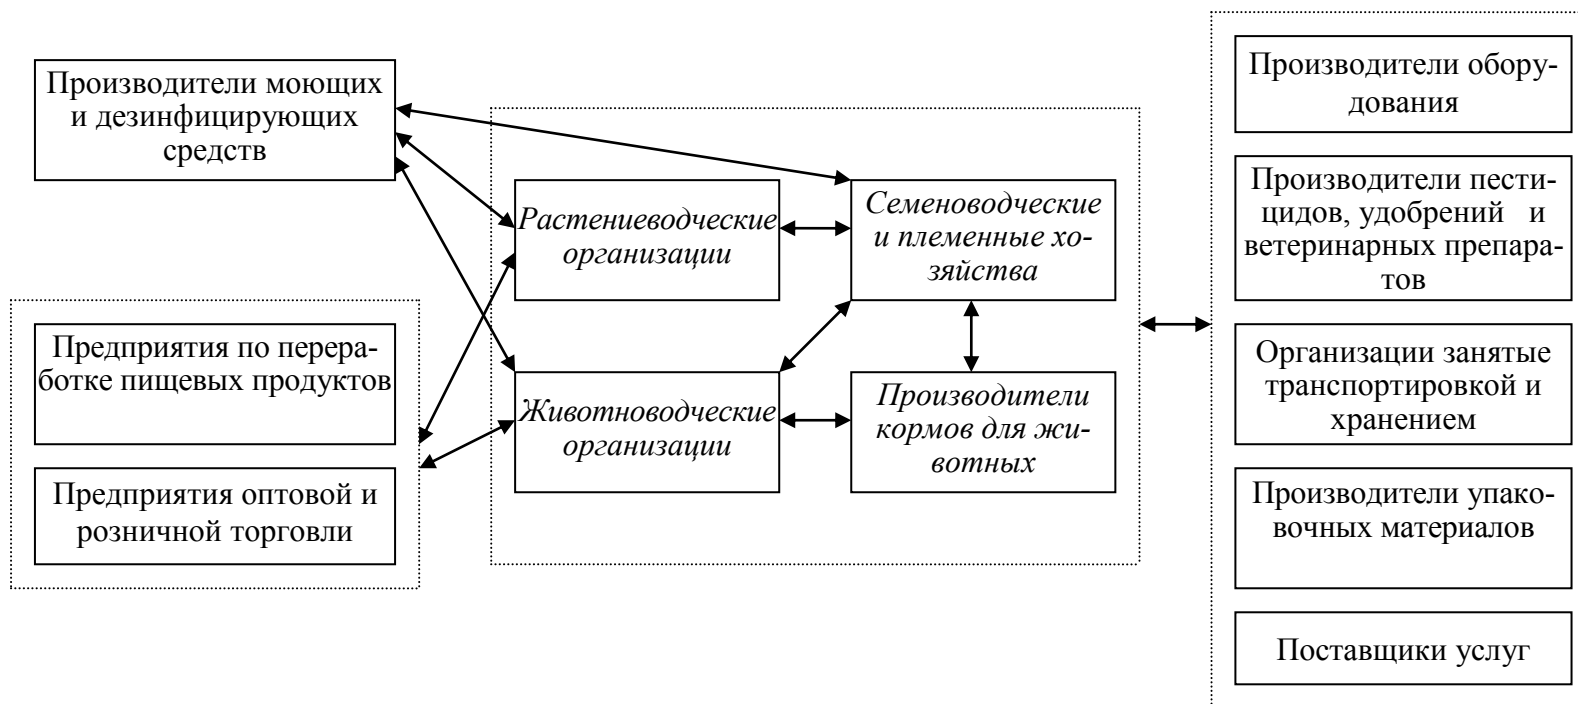 Производители моющих
и дезинфицирующих
средств
Предприятия по перера-
ботке пищевых продуктов
Предприятия оптовой и
розничной торговли
Растениеводческие
организации
Семеноводческие
и племенные хо-
зяйства
Животноводческие
организации
Производители
кормов для жи-
вотных
Производители обору-
дования
Производители пести-
цидов, удобрений и
ветеринарных препара-
тов
Организации занятые
транспортировкой и
хранением
Производители упако-
вочных материалов
Поставщики услуг